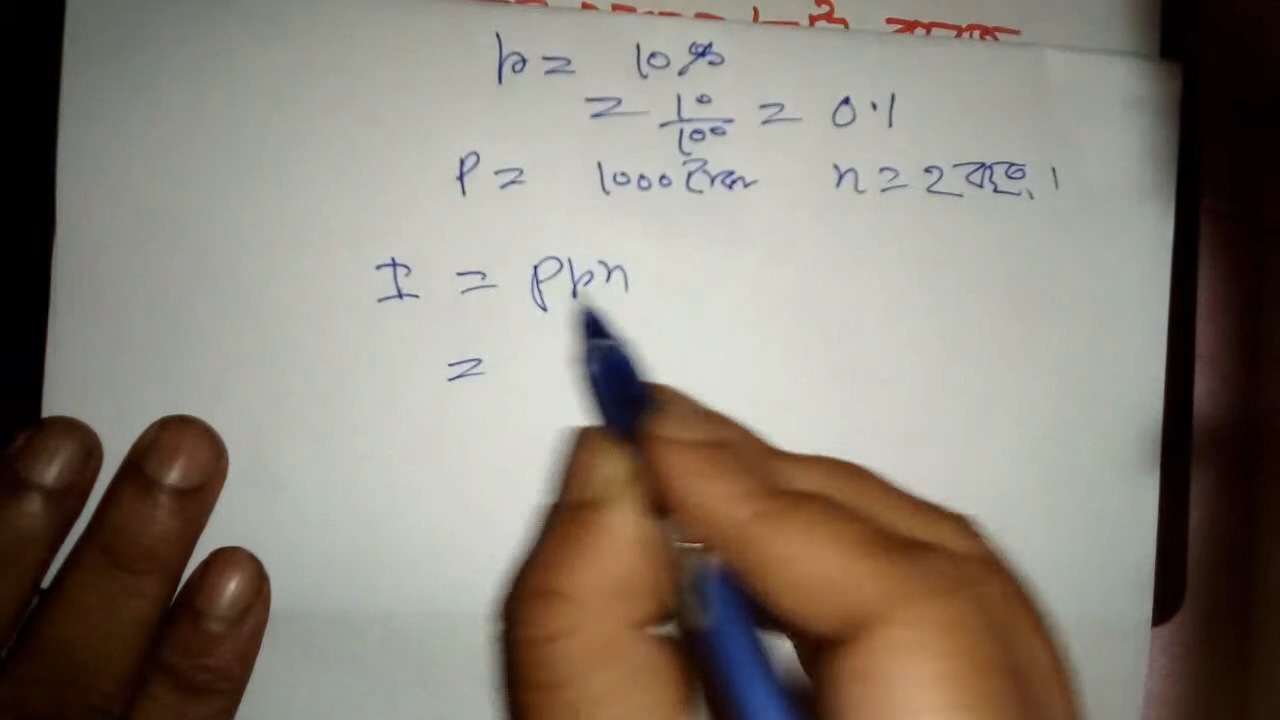 r = 10%
= 10/100 = 0.1
P = 1000 টাকা n = 2 বছর।
I = Prn
=